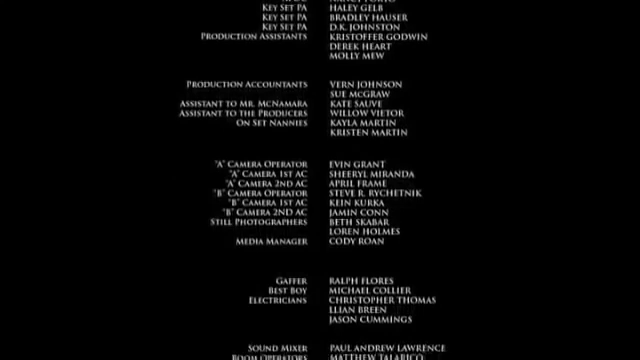 KEY SET PA HALEY GELB
KEY SET PA BRADLEY HAUSER
KEY SET PA D.K. JOHNSTON
PRODUCTION ASSISTANTS KRISTOFFER GODWIN
DEREK HEART
MOLLY MEW
PRODUCTION ACCOUNTANTS VERN JOHNSON
SUE MCGRAW
ASSISTANT TO MR. MCNAMARA KATE SAUVE
ASSISTANT TO THE PRODUCERS WILLOW VIETOR
ON SET NANNIES KAYLA MARTIN
KRISTEN MARTIN
"A" CAMERA OPERATOR EVIN GRANT
"A" CAMERA 1ST AC SHEERYL MIRANDA
"A" CAMERA 2ND AC APRIL FRAME
"B" CAMERA OPERATOR STEVE R. RYCHETNIK
"B" CAMERA 1ST AC KEIN KURKA
"B" CAMERA 2ND AC JAMIN CONN
STILL PHOTOGRAPHERS BETH SKABAR
LOREN HOLMES
MEDIA MANAGER CODY ROAN
GAFFER RALPH FLORES
BEST BOY MICHAEL COLLIER
ELECTRICIANS CHRISTOPHER THOMAS
LLIAN BREEN
JASON CUMMINGS
SOUND MIXER PAUL ANDREW LAWRENCE
BOOM OPERATORS MATTHEW TALARICO